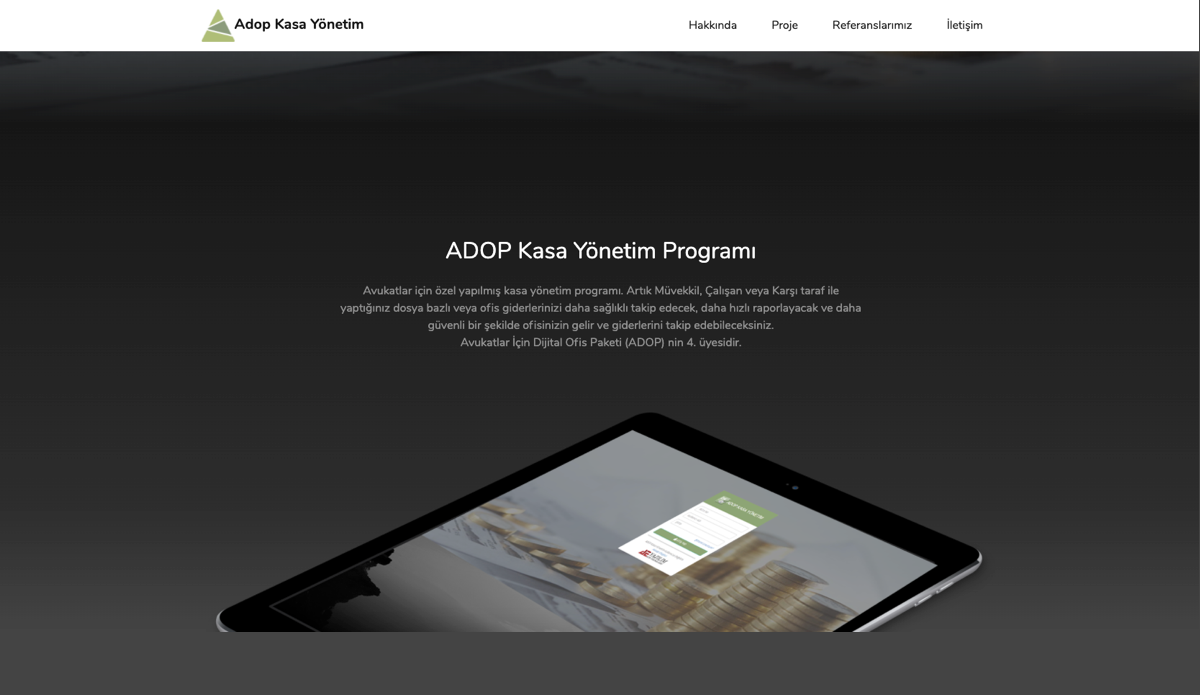 Adop Kasa Yönetim
Hakkında
Proje
Referanslarımız
İletişim
ADOP Kasa Yönetim Programı
Avukatlar için özel yapılmış kasa yönetim programı. Artık Müvekkil, Çalışan veya Karşı taraf ile
yaptığınız dosya bazlı veya ofis giderlerinizi daha sağlıklı takip edecek, daha hızlı raporlayacak ve daha
güvenli bir şekilde ofisinizin gelir ve giderlerini takip edebileceksiniz.
Avukatlar İçin Dijital Ofis Paketi (ADOP) nin 4. üyesidir.